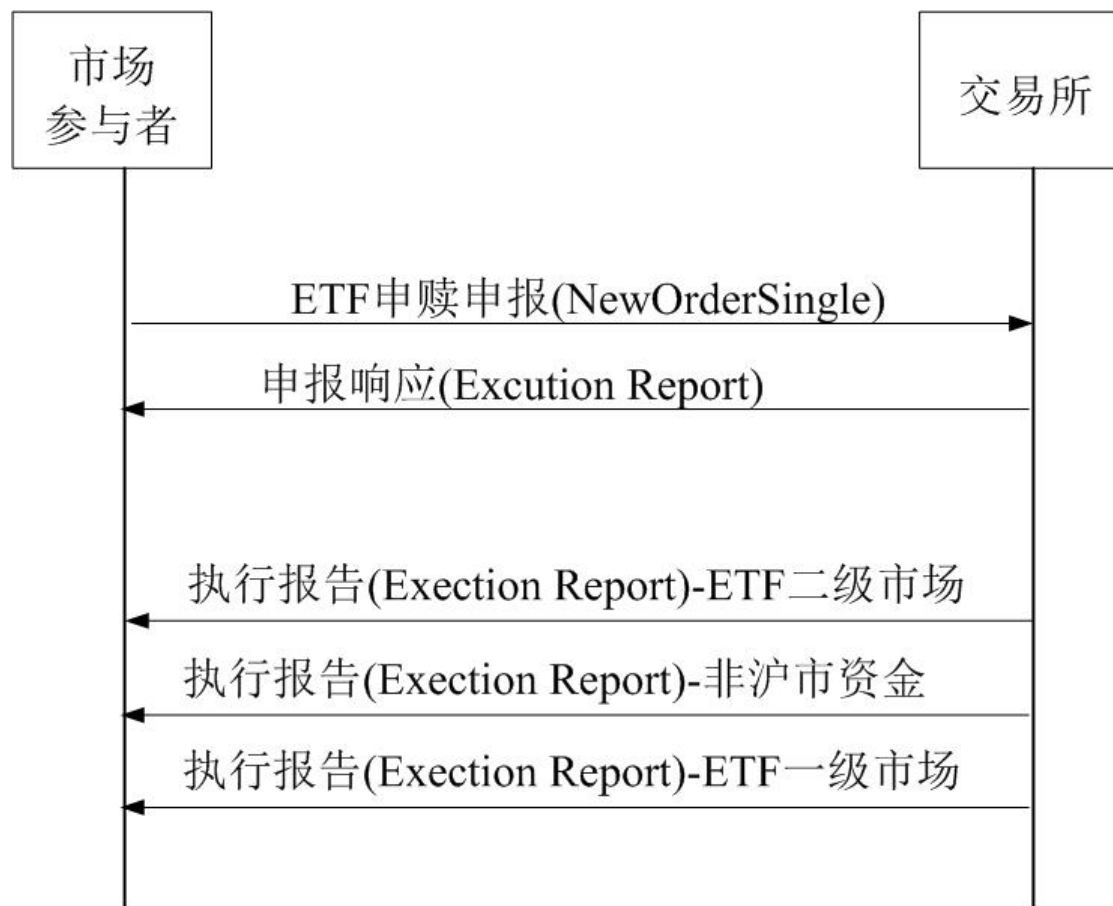 市场
参与者
交易所
ETF申赎申报(NewOrderSingle)
申报响应(Excution Report)
执行报告(Exection Report)-ETF二级市场
执行报告(Exection Report)-非沪市资金
执行报告(Exection Report)-ETF一级市场